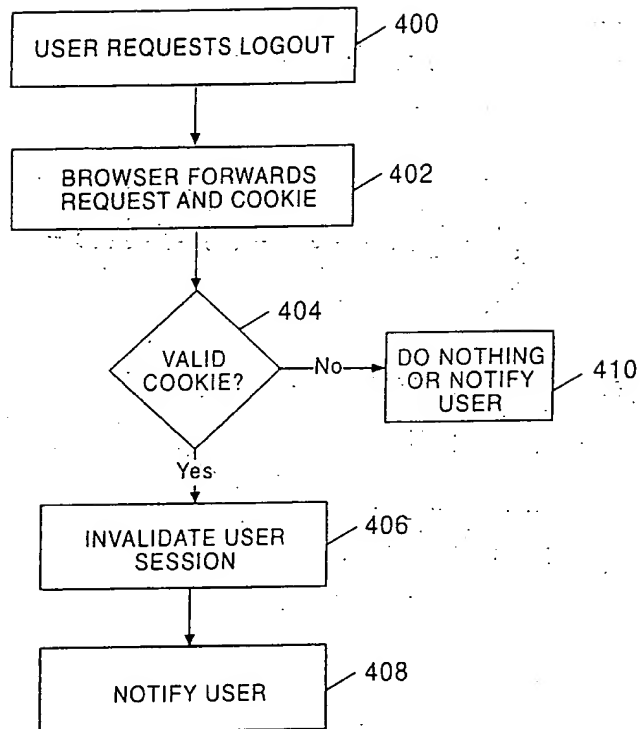 USER REQUESTS LOGOUT
400
BROWSER FORWARDS
REQUEST AND COOKIE
402
404
VALID
COOKIE?
No
DO NOTHING
OR NOTIFY
USER
410
Yes
INVALIDATE USER
SESSION
406
NOTIFY USER
408